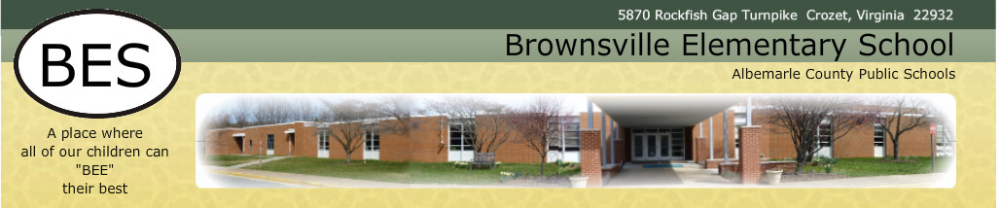 5870 Rockfish Gap Turnpike  Crozet, Virginia  22932
Brownsville Elementary School
Albemarle County Public Schools
BES
A place where
all of our children can
"BEE"
their best